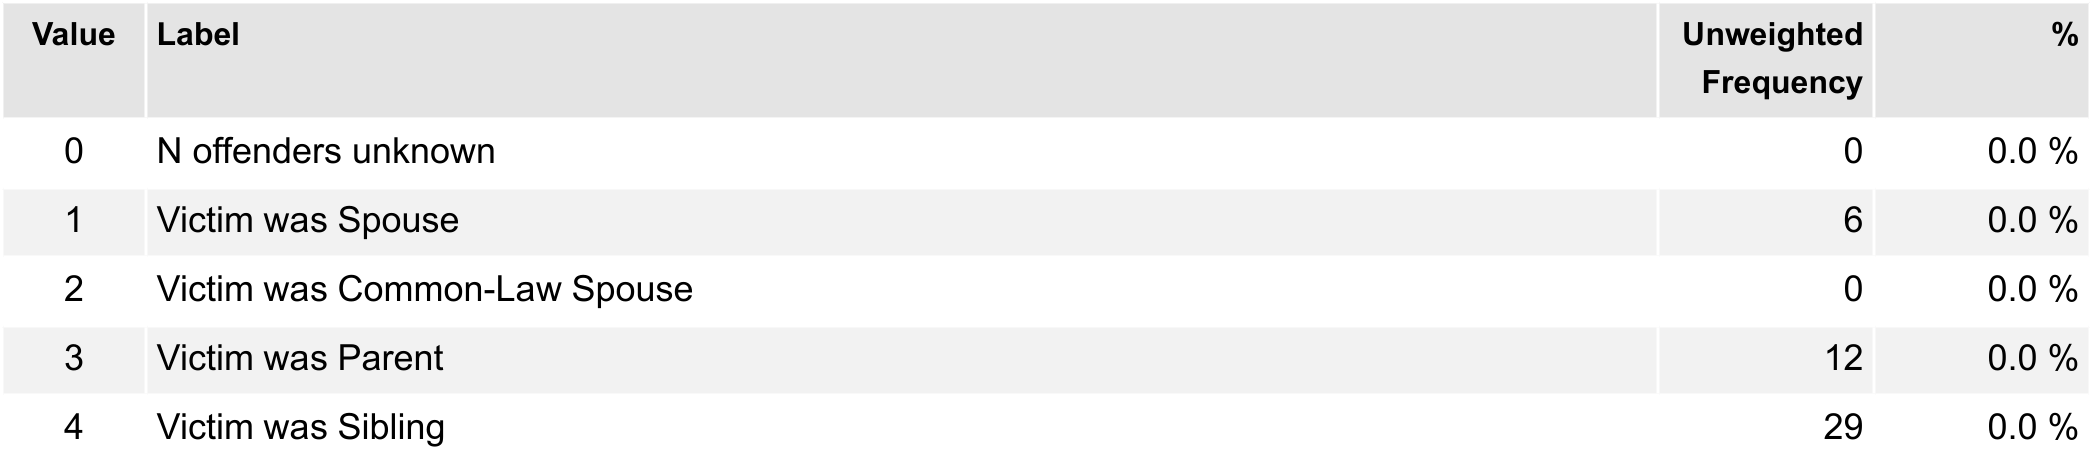 Value Label Unweighted Frequency %
0 N offenders unknown 0 0.0 %
1 Victim was Spouse 6 0.0 %
2 Victim was Common-Law Spouse 0 0.0 %
3 Victim was Parent 12 0.0 %
4 Victim was Sibling 29 0.0 %